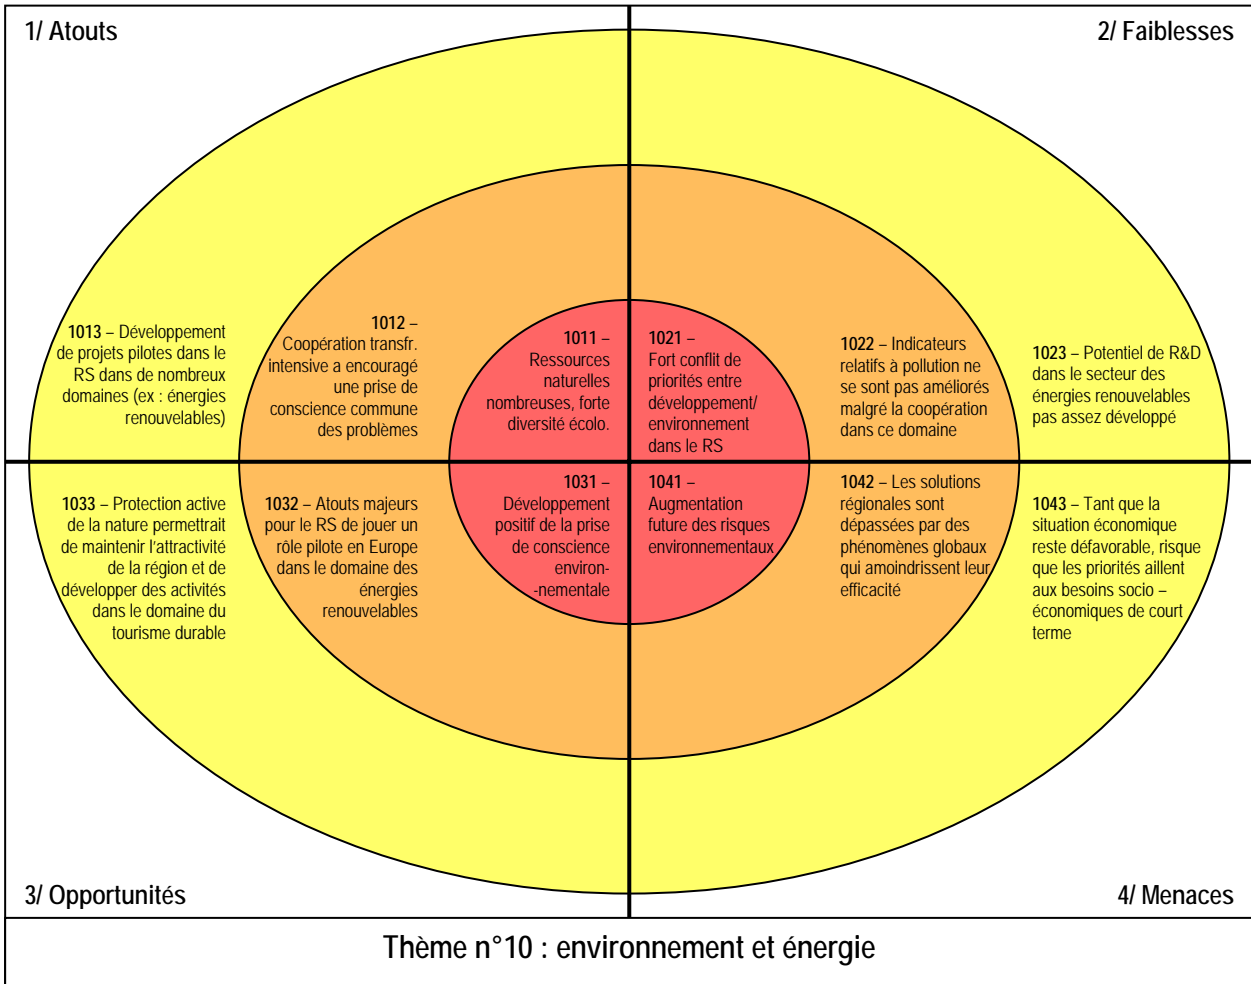 1/ Atouts
2/ Faiblesses
1013 – Développement
de projets pilotes dans le
RS dans de nombreux
domaines (ex : énergies
renouvelables)
1012 –
Coopération transfr.
intensive a encouragé
une prise de
conscience commune
des problèmes
1011 –
Ressources
naturelles
nombreuses, forte
diversité écolo.
1021 –
Fort conflit de
priorités entre
développement/
environnement
dans le RS
1022 – Indicateurs
relatifs à pollution ne
se sont pas améliorés
malgré la coopération
dans ce domaine
1023 – Potentiel de R&D
dans le secteur des
énergies renouvelables
pas assez développé
1033 – Protection active
de la nature permettrait
de maintenir l'attractivité
de la région et de
développer des activités
dans le domaine du
tourisme durable
1032 – Atouts majeurs
pour le RS de jouer un
rôle pilote en Europe
dans le domaine des
énergies
renouvelables
1031 –
Développement
positif de la prise
de conscience
environ-
-nementale
1041 –
Augmentation
future des risques
environnementaux
1042 – Les solutions
régionales sont
dépassées par des
phénomènes globaux
qui amoindrissent leur
efficacité
1043 – Tant que la
situation économique
reste défavorable, risque
que les priorités aillent
aux besoins socio –
économiques de court
terme
3/ Opportunités
4/ Menaces
Thème n°10 : environnement et énergie